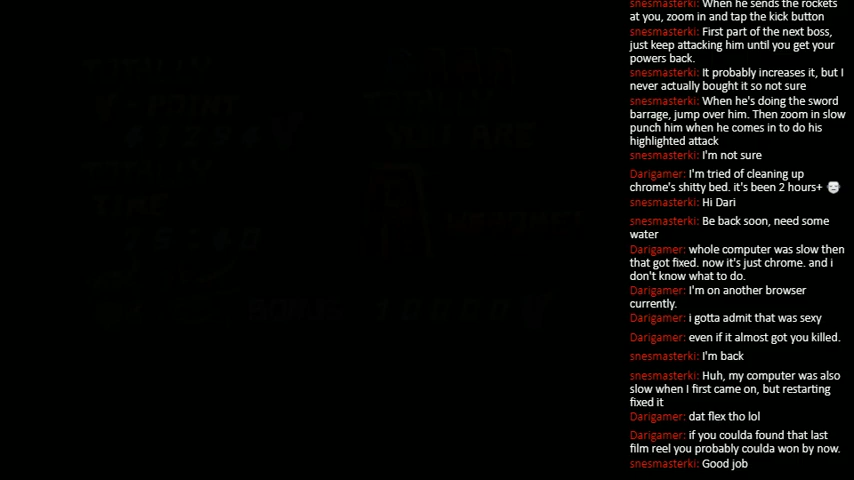 snesmasterki: When he sends the rockets
at you, zoom in and tap the kick button
snesmasterki: First part of the next boss,
just keep attacking him until you get your
powers back.
snesmasterki: It probably increases it, but I
never actually bought it so not sure
snesmasterki: When he's doing the sword
barrage, jump over him. Then zoom in slow
punch him when he comes in to do his
highlighted attack
snesmasterki: I'm not sure
Darigamer: I'm tried of cleaning up
chrome's shitty bed. it's been 2 hours+
snesmasterki: Hi Dari
snesmasterki: Be back soon, need some
water
Darigamer: whole computer was slow then
that got fixed. now it's just chrome. and i
don't know what to do.
Darigamer: I'm on another browser
currently.
Darigamer: i gotta admit that was sexy
Darigamer: even if it almost got you killed.
snesmasterki: I'm back
snesmasterki: Huh, my computer was also
slow when I first came on, but restarting
fixed it
Darigamer: dat flex tho lol
Darigamer: if you coulda found that last
film reel you probably coulda won by now.
snesmasterki: Good job